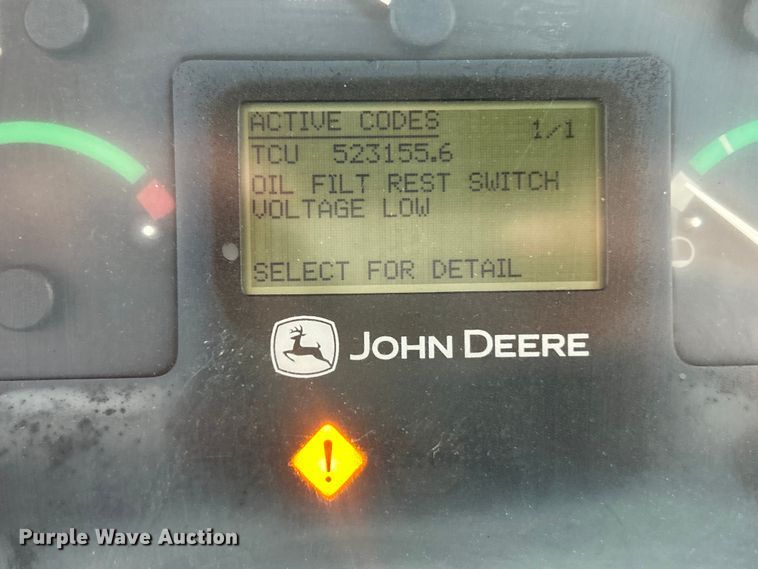 ACTIVE CODES 1/1
TCU 523155.6
OIL FILT REST SWITCH
VOLTAGE LOW
SELECT FOR DETAIL
JOHN DEERE
!
Purple Wave Auction